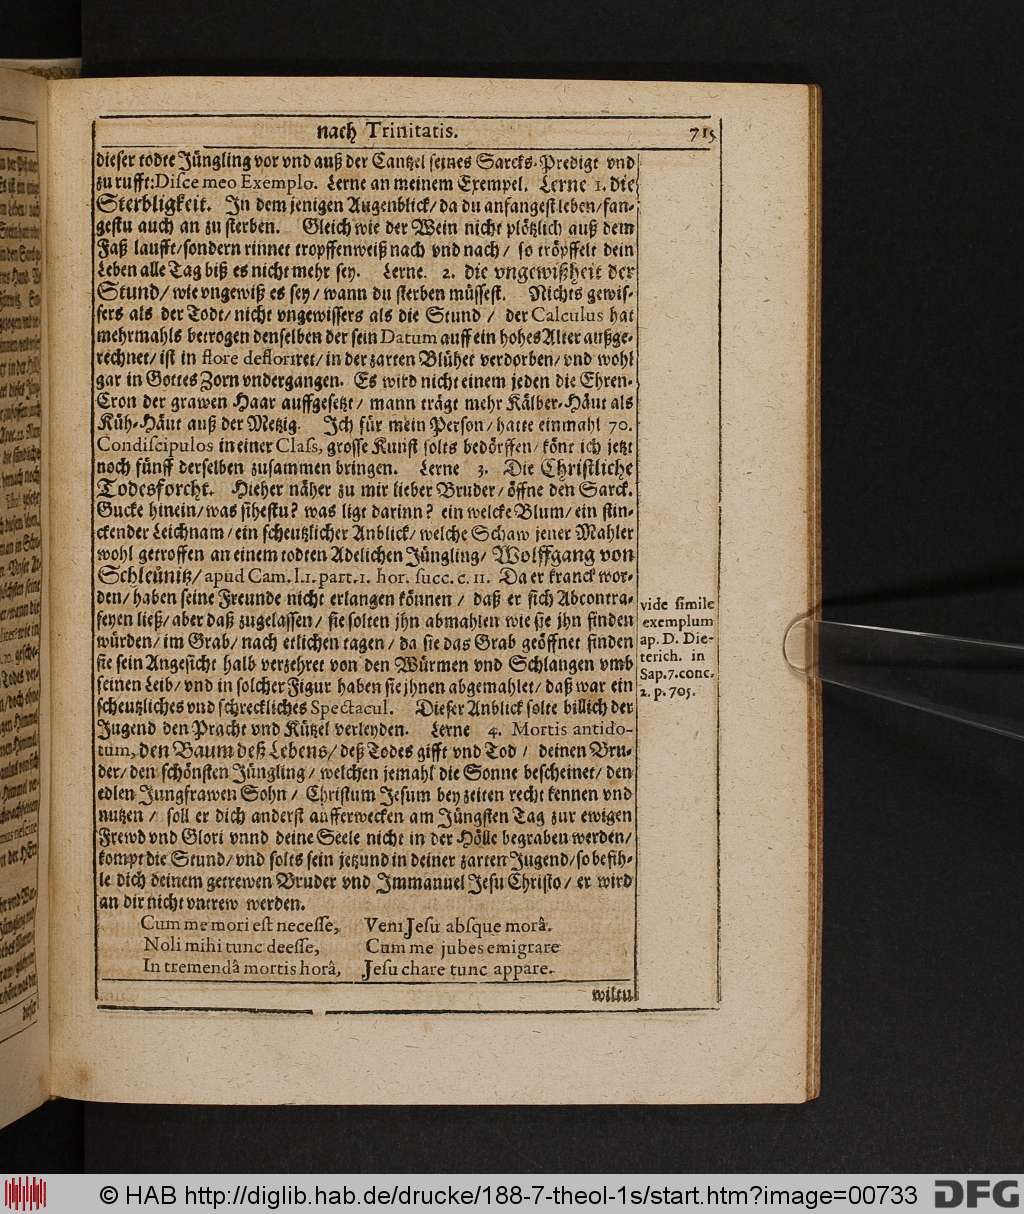 nach Trinitatis. 715
dieser todte Jüngling vor vnd auß der Cantzel seines Sarcks-Predigt vnd
zu rufft: Disce meo Exemplo. Lerne an meinem Exempel. Lerne 1. die
Sterbligkeit. In dem jenigen Augenblick/ da du anfangest leben/ fan-
gestu auch an zu sterben. Gleich wie der Wein nicht plötzlich auß dem
Faß laufft/ sondern rinnet tropffenweiß nach vnd nach/ so tröpffelt dein
Leben alle Tag biß es nicht mehr sey. Lerne. 2. die vngewißheit der
Stund/ wie vngewiß es sey/ wann du sterben müssest. Nichts gewis-
sers als der Todt/ nicht vngewissers als die Stund / der Calculus hat
mehrmahls betrogen denselben der sein Datum auff ein hohes Alter außge-
rechnet/ ist in flore defloriret/ in der zarten Blühet verdorben/ vnd wohl
gar in Gottes Zorn vndergangen. Es wird nicht einem jeden die Ehren-
Cron der grawen Haar auffgesetzt/ mann trägt mehr Kälber-Häut als
Küh-Häut auß der Metzig. Ich für mein Person/ hatte einmahl 70.
Condiscipulos in einer Class, grosse Kunst solts bedörffen/ könt ich jetzt
noch fünff derselben zusammen bringen. Lerne 3. Die Christliche
Todesforcht. Hieher näher zu mir lieber Bruder/ öffne den Sarck.
Gucke hinein/ was sihestu? was ligt darinn? ein welcke Blum/ ein stin-
ckender Leichnam/ ein scheutzlicher Anblick/ welche Schaw jener Mahler
wohl getroffen an einem todten Adelichen Jüngling/ Wolffgang von
Schleünitz/ apud Cam. l.1. part.1. hor. succ. c. 11. Da er kranck wor-
den/ haben seine Freunde nicht erlangen können / daß er sich Abcontra-
feyen ließ/ aber daß zugelassen/ sie solten jhn abmahlen wie sie jhn finden
würden/ im Grab/ nach etlichen tagen/ da sie das Grab geöffnet finden
sie sein Angesicht halb verzehret von den Würmen vnd Schlangen vmb
seinen Leib/ vnd in solcher Figur haben sie jhnen abgemahlet/ daß war ein
scheutzliches vnd schreckliches Spectacul. Dieser Anblick solte billich der
Jugend den Pracht vnd Kützel verleyden. Lerne 4. Mortis antido-
tum, den Baum deß Lebens/ deß Todes gifft vnd Tod / deinen Bru-
der/ den schönsten Jüngling/ welchen jemahl die Sonne bescheinet/ den
edlen Jungfrawen Sohn / Christum Jesum bey zeiten recht kennen vnd
nutzen / soll er dich anderst aufferwecken am Jüngsten Tag zur ewigen
Frewd vnd Glori vnnd deine Seele nicht in der Hölle begraben werden/
kompt die Stund/ vnd solts sein jetzund in deiner zarten Jugend/ so befih-
le dich deinem getrewen Bruder vnd Immanuel Jesu Christo/ er wird
an dir nicht vntrew werden.
Cum me mori est necesse, Veni Jesu absque morâ.
Noli mihi tunc deesse, Cum me jubes emigrare
In tremendâ mortis horâ, Jesu chare tunc appare.
wiltu
vide simile
exemplum
ap. D. Die-
terich. in
Sap. 7. conc.
2. p. 705.
© HAB http://diglib.hab.de/drucke/188-7-theol-1s/start.htm?image=00733
DFG